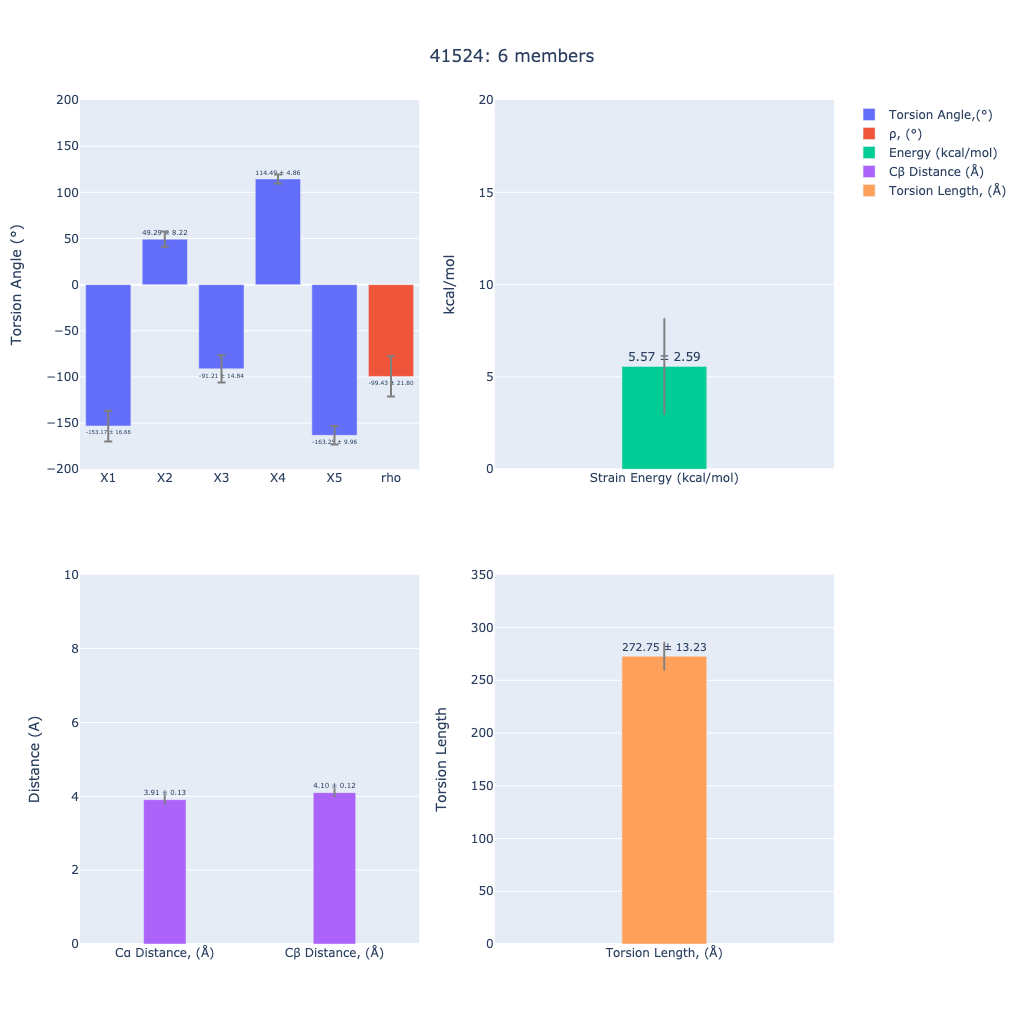 41524: 6 members
Torsion Angle (°)
200
150
100
50
0
−50
−100
−150
−200
-153.17 ± 16.66
49.29 ± 8.22
-91.21 ± 14.84
114.49 ± 4.86
-99.43 ± 21.80
X1 X2 X3 X4 X5 rho
kcal/mol
20
15
10
5
0
5.57 ± 2.59
Strain Energy (kcal/mol)
Torsion Angle,(°)
ρ, (°)
Energy (kcal/mol)
Cβ Distance (Å)
Torsion Length, (Å)
Distance (A)
10
8
6
4
2
0
3.91 ± 0.13
4.10 ± 0.12
Cα Distance, (Å) Cβ Distance, (Å)
Torsion Length
350
300
250
200
150
100
50
0
272.75 ± 13.23
Torsion Length, (Å)